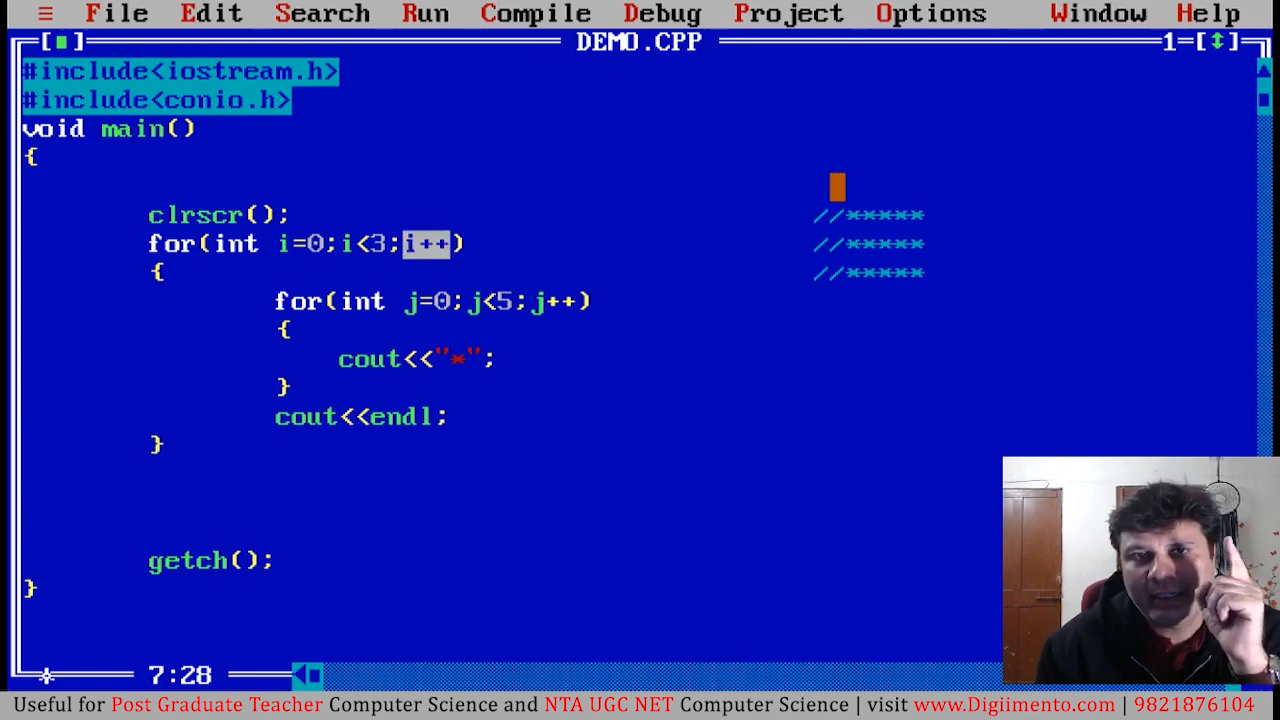 ≡ File Edit Search Run Compile Debug Project Options Window Help
[■] DEMO.CPP 1=[↕]
#include<iostream.h>
#include<conio.h>
void main()
{
clrscr(); //*****
for(int i=0;i<3;i++) //*****
{ //*****
for(int j=0;j<5;j++)
{
cout<<"*";
}
cout<<endl;
}
getch();
}
7:28
Useful for Post Graduate Teacher Computer Science and NTA UGC NET Computer Science | visit www.Digiimento.com | 9821876104